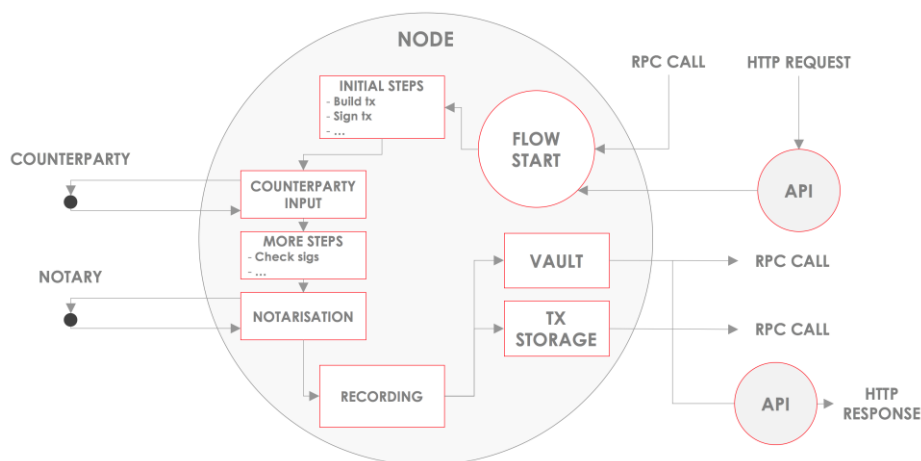 NODE
RPC CALL
HTTP REQUEST
INITIAL STEPS
- Build tx
- Sign tx
- ...
FLOW
START
COUNTERPARTY
COUNTERPARTY
INPUT
API
MORE STEPS
- Check sigs
- ...
VAULT
RPC CALL
NOTARY
NOTARISATION
TX
STORAGE
RPC CALL
RECORDING
API
HTTP
RESPONSE